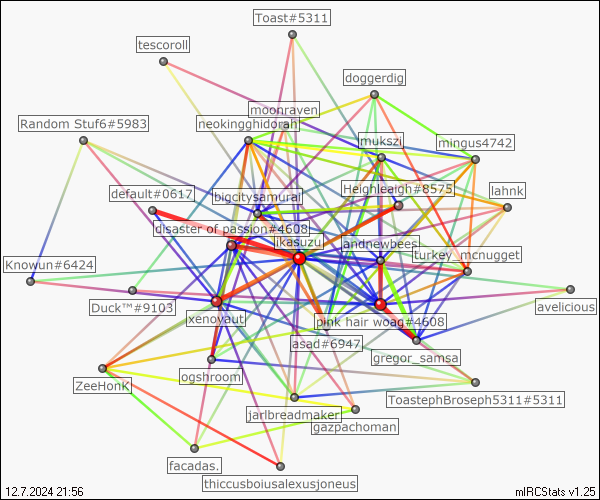 Toast#5311
tescoroll
doggerdig
moonraven
Random Stuf6#5983
neokingghidorah
mukszi
mingus4742
default#0617
bigcitysamurai
Heighleeigh#8575
lahnk
disaster of passion#4608
ikasuzu
andnewbees
turkey_mcnugget
Knowun#6424
Duck™#9103
xenovaut
pink hair woag#4608
avelicious
asad#6947
gregor_samsa
ZeeHonK
ogshroom
ToastephBroseph5311#5311
jarlbreadmaker
gazpachoman
facadas.
thiccusboiusalexusjoneus
12.7.2024 21:56
mIRCStats v1.25